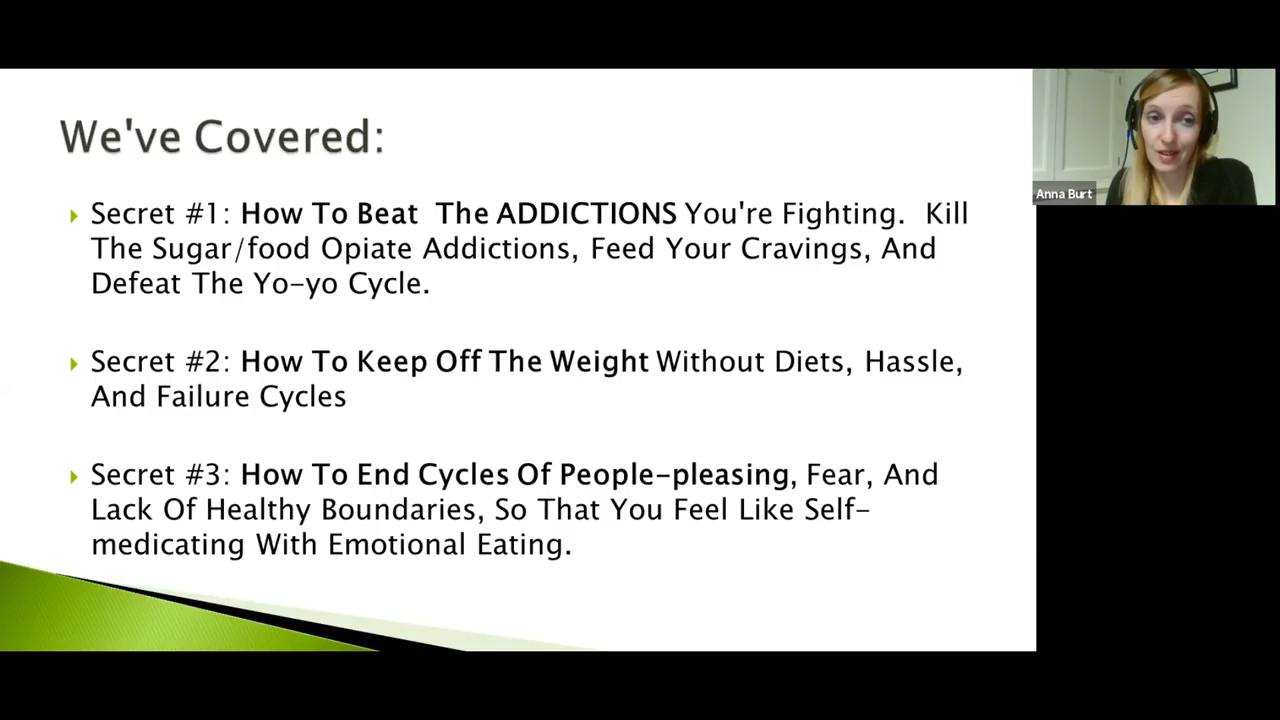 We've Covered:
Secret #1: How To Beat  The ADDICTIONS You're Fighting.  Kill
The Sugar/food Opiate Addictions, Feed Your Cravings, And
Defeat The Yo-yo Cycle.
Secret #2: How To Keep Off The Weight Without Diets, Hassle,
And Failure Cycles
Secret #3: How To End Cycles Of People-pleasing, Fear, And
Lack Of Healthy Boundaries, So That You Feel Like Self-
medicating With Emotional Eating.
Anna Burt